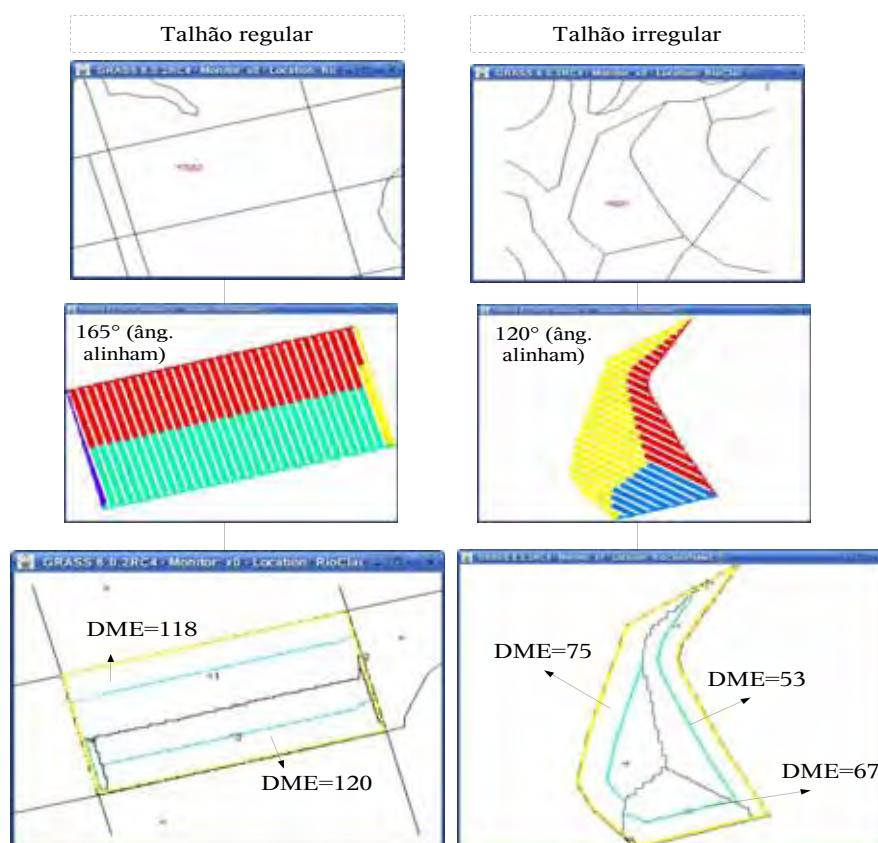 Talhão regular
Talhão irregular
165° (âng.
alinham)
120° (âng.
alinham)
GRASS 6.0.2RC4 - Monitor: x0 - Location: RioClar
DME=118
DME=120
DME=75
DME=53
DME=67